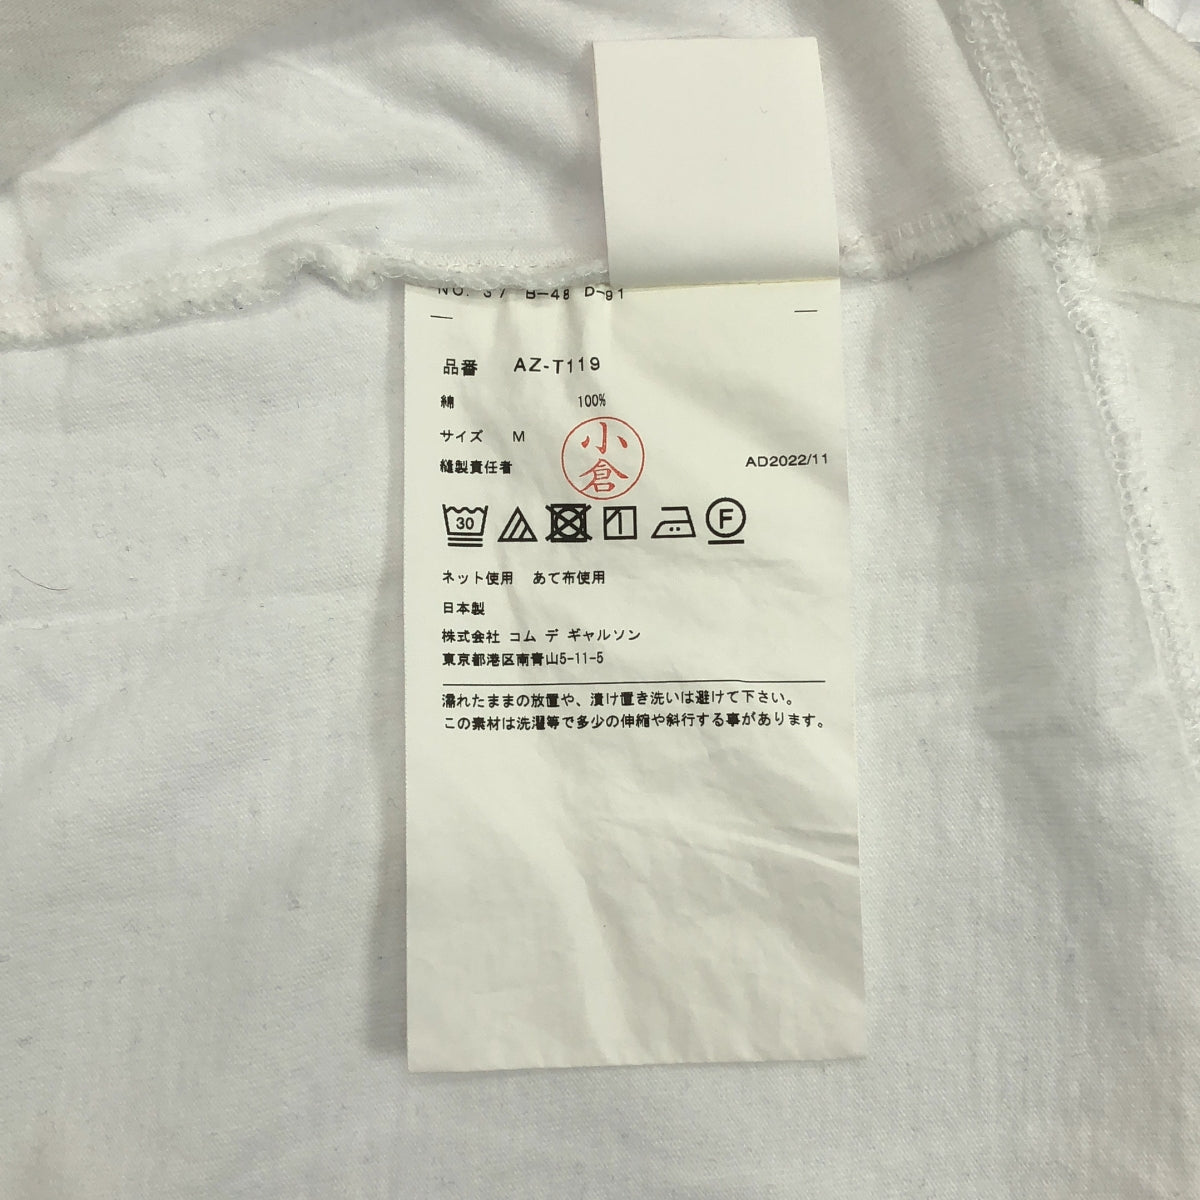 NO. 37 B-48 D-91
品番 AZ-T119
綿 100%
サイズ M
小倉
縫製責任者
AD2022/11
30 F
ネット使用 あて布使用
日本製
株式会社 コム デ ギャルソン
東京都港区南青山5-11-5
濡れたままの放置や、漬け置き洗いは避けて下さい。
この素材は洗濯等で多少の伸縮や斜行する事があります。